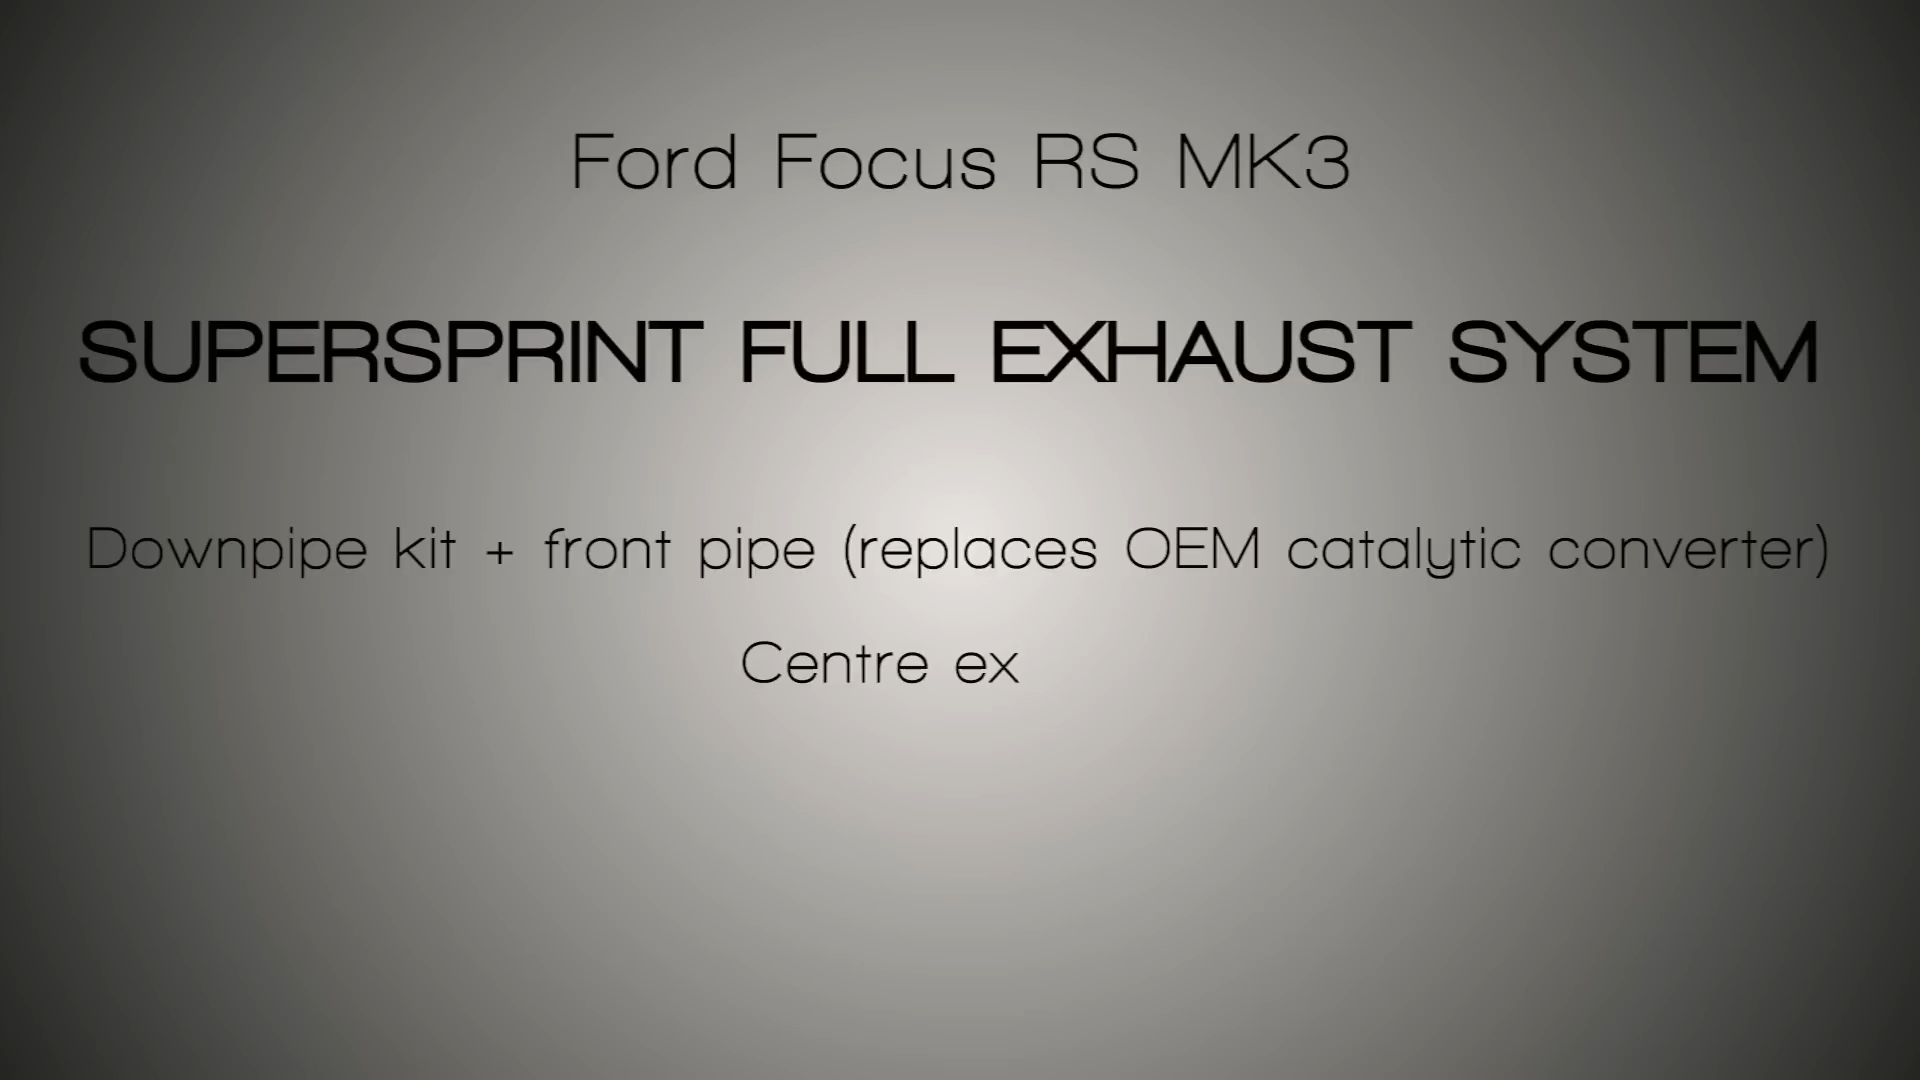 Ford Focus RS MK3
SUPERSPRINT FULL EXHAUST SYSTEM
Downpipe kit + front pipe (replaces OEM catalytic converter)
Centre ex